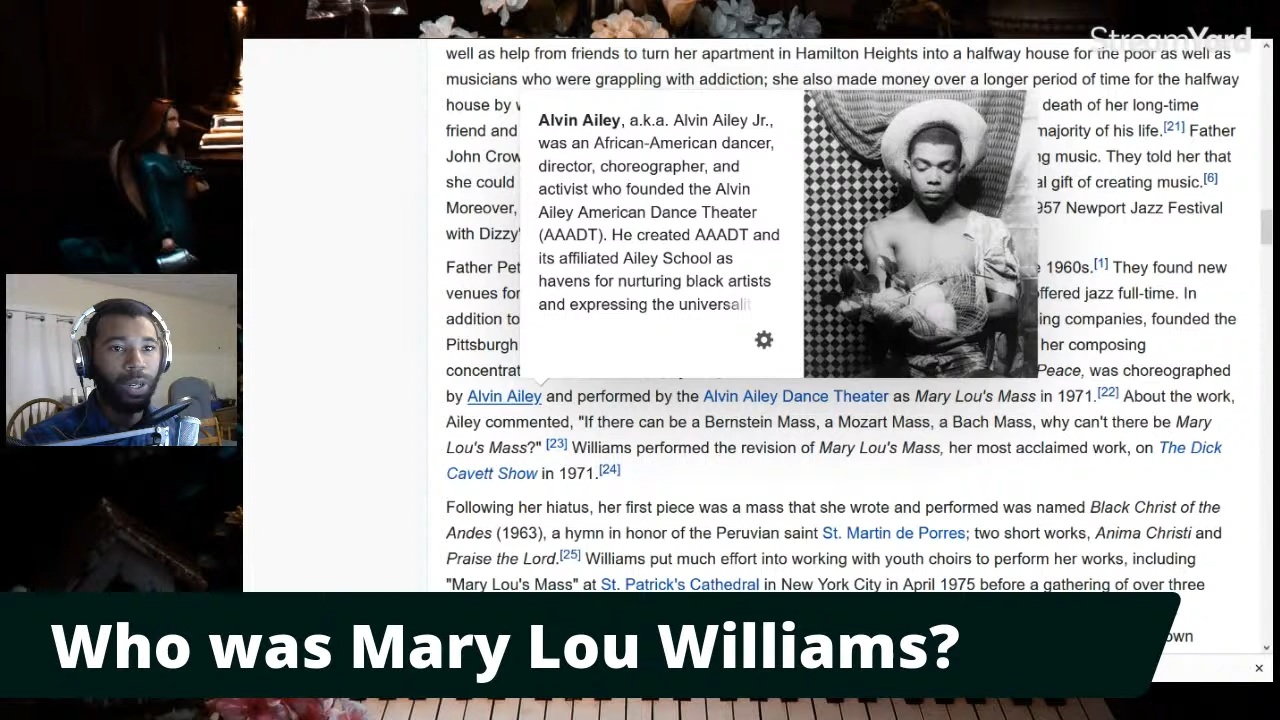 StreamYard
well as help from friends to turn her apartment in Hamilton Heights into a halfway house for the poor as well as
musicians who were grappling with addiction; she also made money over a longer period of time for the halfway
house by
death of her long-time
friend and
majority of his life.[21] Father
John Crow
ng music. They told her that
she could
al gift of creating music.[6]
Moreover,
957 Newport Jazz Festival
with Dizzy'
Alvin Ailey, a.k.a. Alvin Ailey Jr.,
was an African-American dancer,
director, choreographer, and
activist who founded the Alvin
Ailey American Dance Theater
(AAADT). He created AAADT and
its affiliated Ailey School as
havens for nurturing black artists
and expressing the universalit
Father Pet
e 1960s.[1] They found new
venues for
offered jazz full-time. In
addition to
ing companies, founded the
Pittsburgh
her composing
concentrat
Peace, was choreographed
by Alvin Ailey and performed by the Alvin Ailey Dance Theater as Mary Lou's Mass in 1971.[22] About the work,
Ailey commented, "If there can be a Bernstein Mass, a Mozart Mass, a Bach Mass, why can't there be Mary
Lou's Mass?" [23] Williams performed the revision of Mary Lou's Mass, her most acclaimed work, on The Dick
Cavett Show in 1971.[24]
Following her hiatus, her first piece was a mass that she wrote and performed was named Black Christ of the
Andes (1963), a hymn in honor of the Peruvian saint St. Martin de Porres; two short works, Anima Christi and
Praise the Lord.[25] Williams put much effort into working with youth choirs to perform her works, including
"Mary Lou's Mass" at St. Patrick's Cathedral in New York City in April 1975 before a gathering of over three
own
Who was Mary Lou Williams?